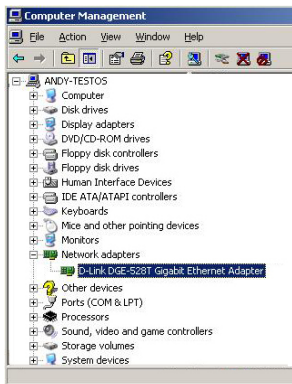 Computer Management
File Action View Window Help
ANDY-TESTOS
Computer
Disk drives
Display adapters
DVD/CD-ROM drives
Floppy disk controllers
Floppy disk drives
Human Interface Devices
IDE ATA/ATAPI controllers
Keyboards
Mice and other pointing devices
Monitors
Network adapters
D-Link DGE-528T Gigabit Ethernet Adapter
Other devices
Ports (COM & LPT)
Processors
Sound, video and game controllers
Storage volumes
System devices